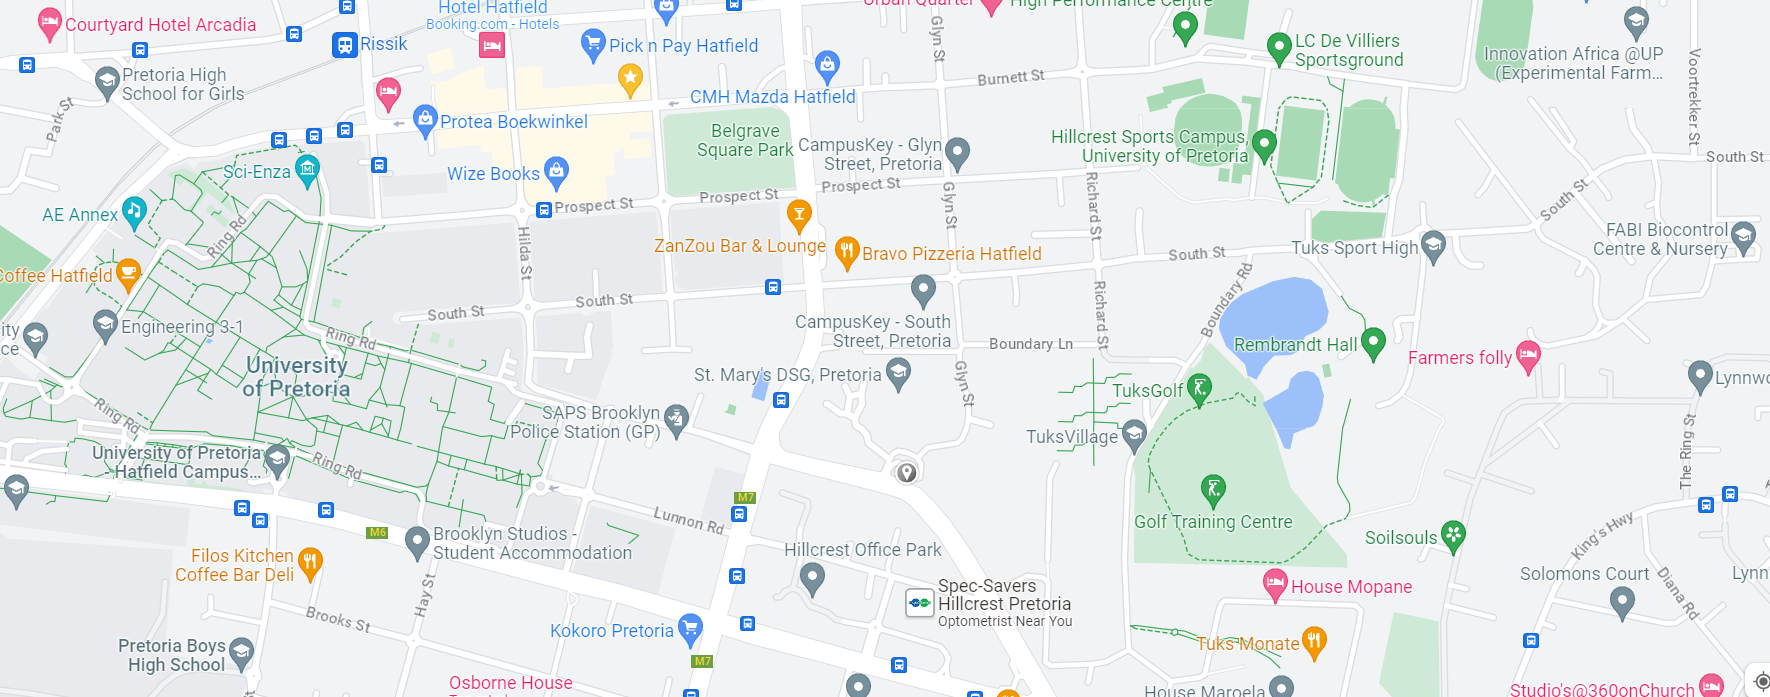 Courtyard Hotel Arcadia
Hotel Hatfield
Booking.com - Hotels
Rissik
Pick n Pay Hatfield
Pretoria High
School for Girls
Park St
Protea Boekwinkel
CMH Mazda Hatfield
Burnett St
Glyn St
LC De Villiers
Sportsground
Innovation Africa @UP
(Experimental Farm...
Voortrekker St
Belgrave
Square Park
CampusKey - Glyn
Street, Pretoria
Hillcrest Sports Campus,
University of Pretoria
South St
Sci-Enza
Wize Books
Prospect St
Prospect St
Prospect St
Glyn St
Richard St
South St
AE Annex
Ring Rd
Hilda St
ZanZou Bar & Lounge
Bravo Pizzeria Hatfield
South St
Tuks Sport High
FABI Biocontrol
Centre & Nursery
Coffee Hatfield
South St
South St
Richard St
Boundary Rd
Engineering 3-1
Ring Rd
CampusKey - South
Street, Pretoria
Boundary Ln
Rembrandt Hall
Farmers folly
University
of Pretoria
St. Mary's DSG, Pretoria
Glyn St
TuksGolf
Ring Rd
SAPS Brooklyn
Police Station (GP)
TuksVillage
The Ring St
University of Pretoria
- Hatfield Campus...
Ring Rd
M7
Lunnon Rd
Golf Training Centre
M6
Brooklyn Studios -
Student Accommodation
Hillcrest Office Park
Soilsouls
King's Hwy
Filos Kitchen
Coffee Bar Deli
Hay St
Spec-Savers
Hillcrest Pretoria
Optometrist Near You
House Mopane
Solomons Court
Diana Rd
Brooks St
Kokoro Pretoria
Tuks Monate
Pretoria Boys
High School
M7
Osborne House
House Maroela
Studio's@360onChurch